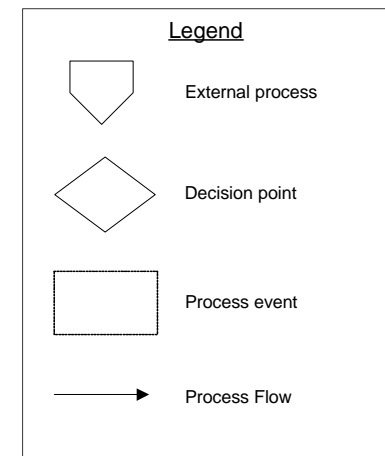 Legend
External process
Decision point
Process event
Process Flow